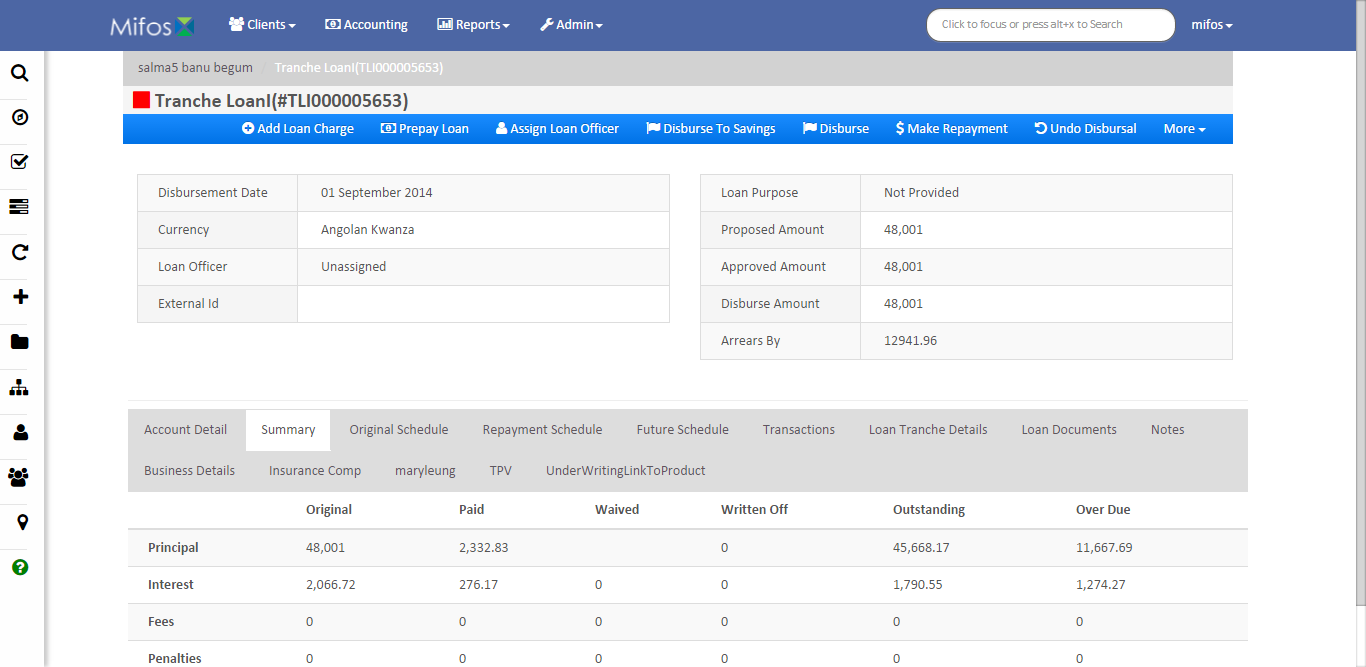 Mifos Clients Accounting Reports Admin Click to focus or press alt+x to Search mifos
salma5 banu begum / Tranche LoanI(TLI000005653)
Tranche LoanI(#TLI000005653)
Add Loan Charge Prepay Loan Assign Loan Officer Disburse To Savings Disburse Make Repayment Undo Disbursal More
Disbursement Date 01 September 2014
Currency Angolan Kwanza
Loan Officer Unassigned
External Id
Loan Purpose Not Provided
Proposed Amount 48,001
Approved Amount 48,001
Disburse Amount 48,001
Arrears By 12941.96
Account Detail Summary Original Schedule Repayment Schedule Future Schedule Transactions Loan Tranche Details Loan Documents Notes
Business Details Insurance Comp maryleung TPV UnderWritingLinkToProduct
Original Paid Waived Written Off Outstanding Over Due
Principal 48,001 2,332.83 0 45,668.17 11,667.69
Interest 2,066.72 276.17 0 0 1,790.55 1,274.27
Fees 0 0 0 0 0 0
Penalties 0 0 0 0 0 0